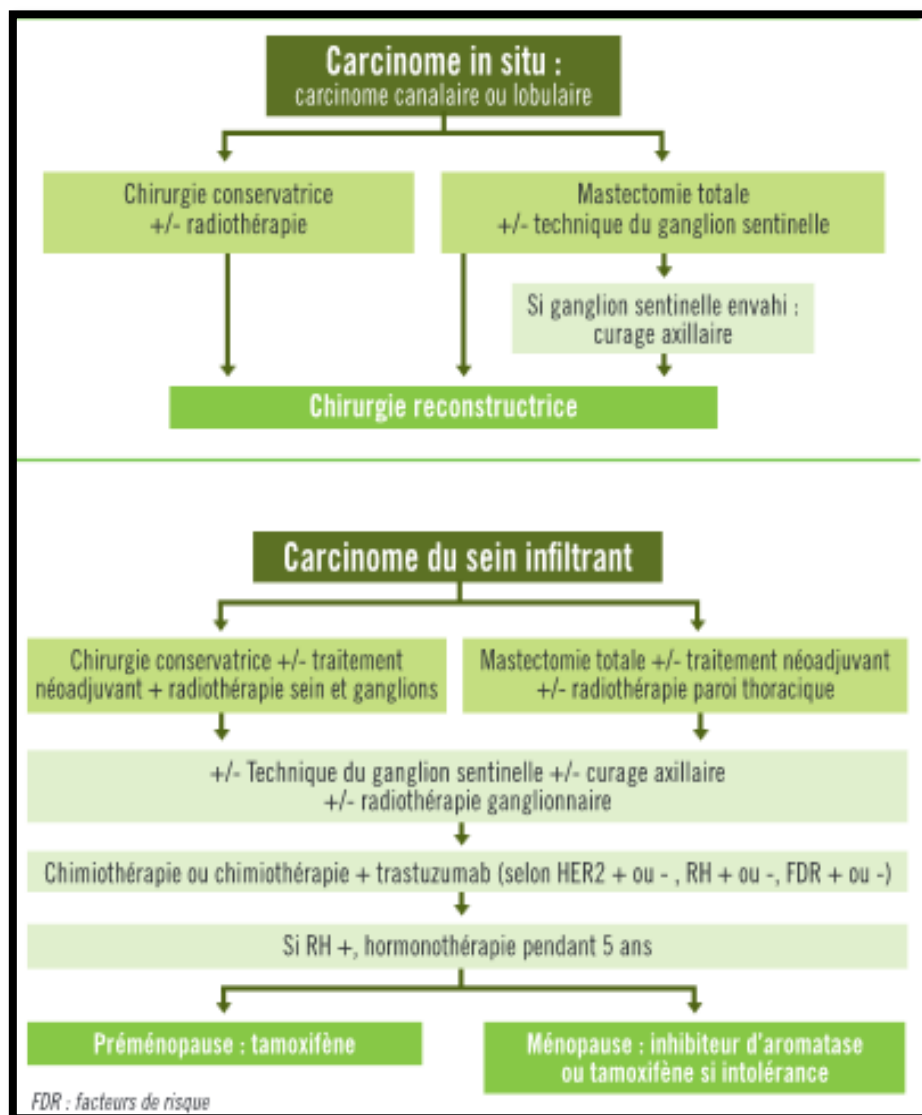 Carcinome in situ :
carcinome canalaire ou lobulaire
Chirurgie conservatrice
+/- radiothérapie
Mastectomie totale
+/- technique du ganglion sentinelle
Si ganglion sentinelle envahi :
curage axillaire
Chirurgie reconstructrice
Carcinome du sein infiltrant
Chirurgie conservatrice +/- traitement
néoadjuvant + radiothérapie sein et ganglions
Mastectomie totale +/- traitement néoadjuvant
+/- radiothérapie paroi thoracique
+/- Technique du ganglion sentinelle +/- curage axillaire
+/- radiothérapie ganglionnaire
Chimiothérapie ou chimiothérapie + trastuzumab (selon HER2 + ou - , RH + ou -, FDR + ou -)
Si RH +, hormonothérapie pendant 5 ans
Préménopause : tamoxifène
Ménopause : inhibiteur d'aromatase
ou tamoxifène si intolérance
FDR : facteurs de risque